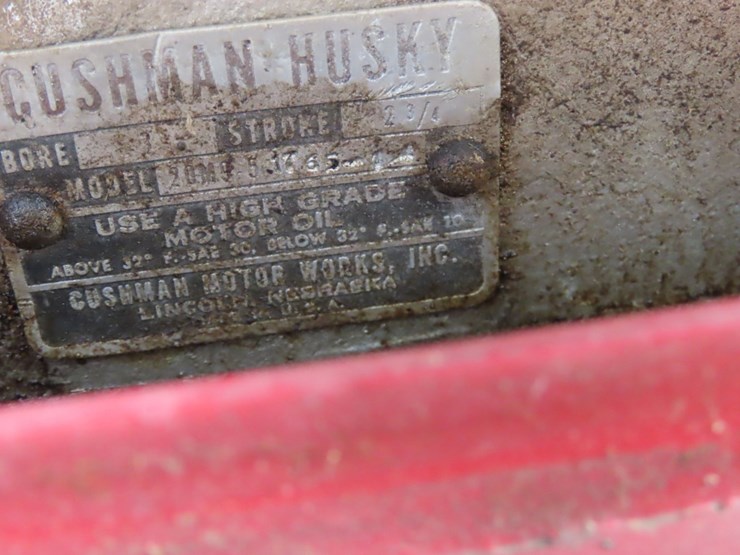 CUSHMAN HUSKY
BORE STROKE 2 3/4
MODEL
USE A HIGH GRADE
MOTOR OIL
ABOVE 32° F.-SAE 30, BELOW 32° F.-SAE 10
CUSHMAN MOTOR WORKS, INC.
LINCOLN, NEBRASKA
U.S.A.